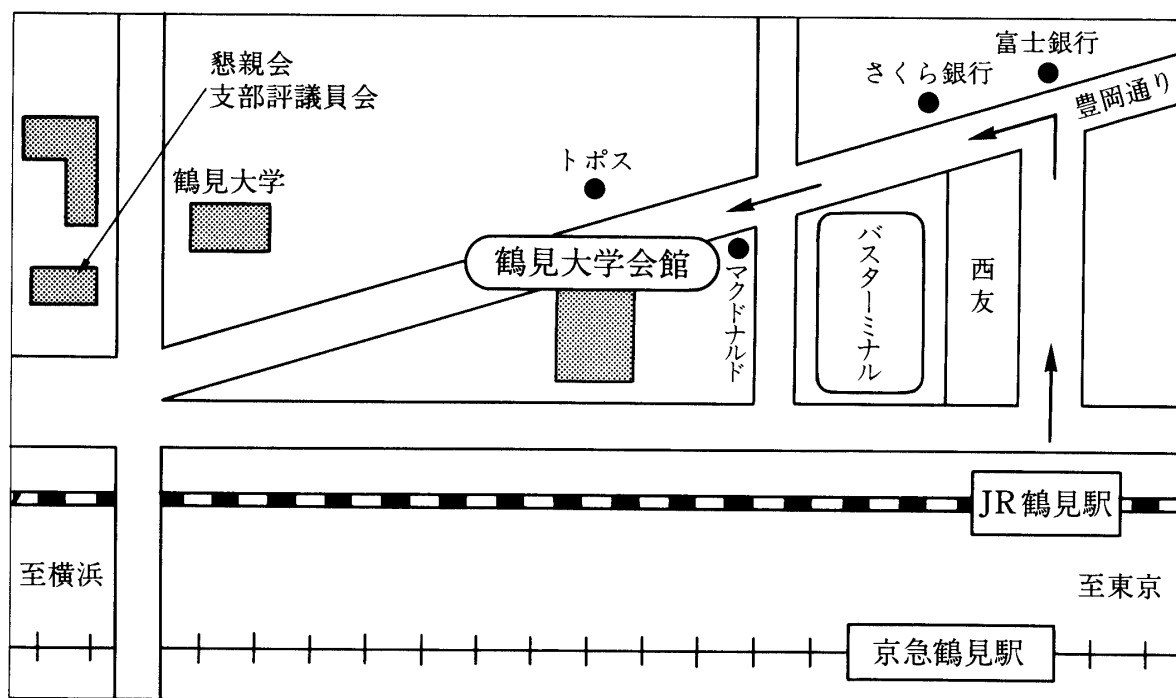 懇親会
支部評議員会
富士銀行
さくら銀行
豊岡通り
トポス
鶴見大学
鶴見大学会館
マクドナルド
バスターミナル
西友
JR鶴見駅
至横浜
至東京
京急鶴見駅